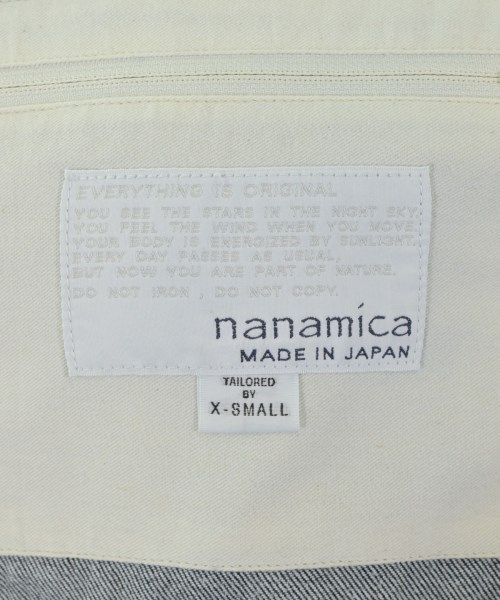 EVERYTHING IS ORIGINAL
YOU SEE THE STARS IN THE NIGHT SKY,
YOU FEEL THE WIND WHEN YOU MOVE,
YOUR BODY IS ENERGIZED BY SUNLIGHT,
EVERY DAY PASSES AS USUAL,
BUT NOW YOU ARE PART OF NATURE.
DO NOT IRON , DO NOT COPY.
nanamica
MADE IN JAPAN
TAILORED
BY
X-SMALL